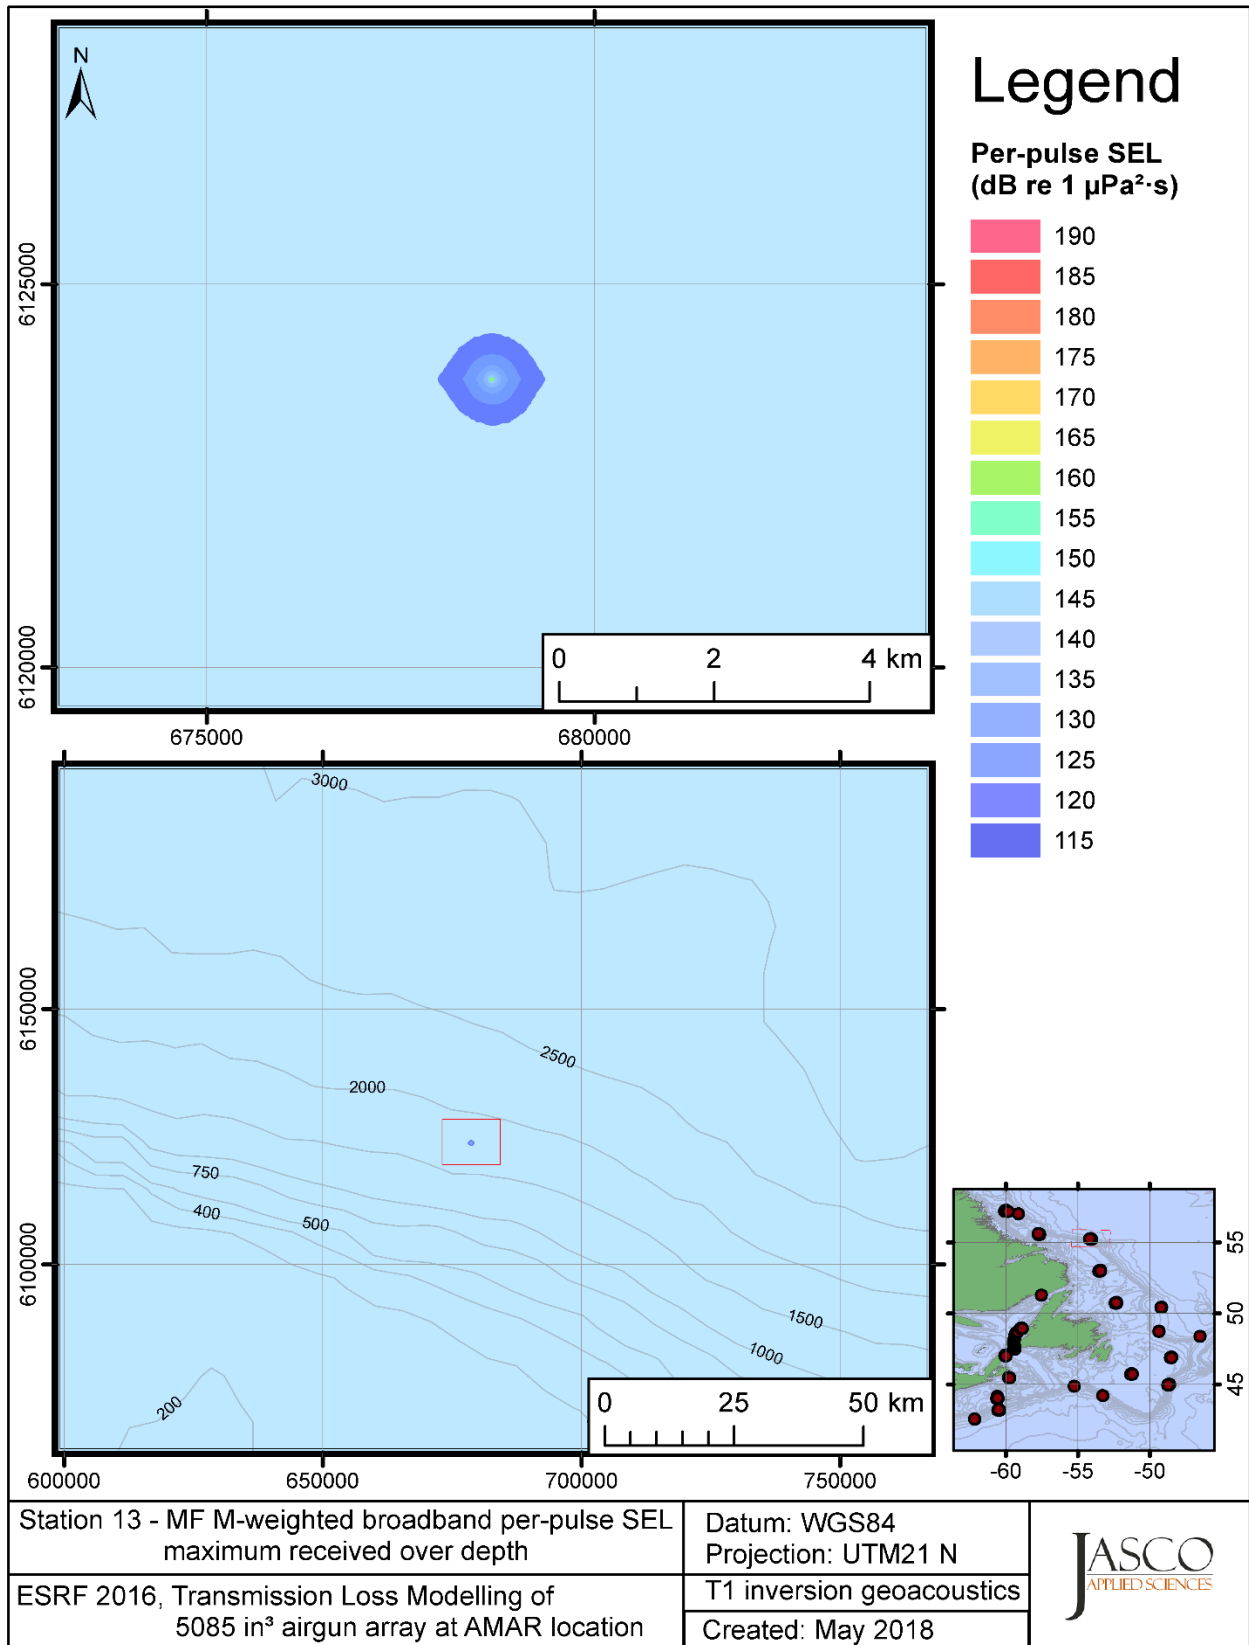 N
6125000
6120000
0 2 4 km
675000 680000
Legend
Per-pulse SEL
(dB re 1 µPa²·s)
190
185
180
175
170
165
160
155
150
145
140
135
130
125
120
115
3000
2500
2000
750
400
500
1500
1000
200
6150000
6100000
0 25 50 km
600000 650000 700000 750000
55
50
45
-60 -55 -50
Station 13 - MF M-weighted broadband per-pulse SEL
maximum received over depth
ESRF 2016, Transmission Loss Modelling of
5085 in³ airgun array at AMAR location
Datum: WGS84
Projection: UTM21 N
T1 inversion geoacoustics
Created: May 2018
JASCO
APPLIED SCIENCES